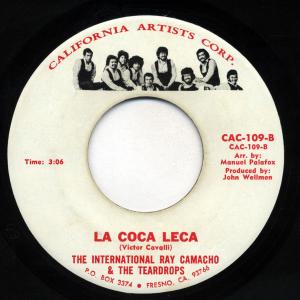 CALIFORNIA ARTISTS CORP.
CAC-109-B
CAC-109-B
Time: 3:06
Arr. by:
Manuel Palafox
Produced by:
John Wellmen
LA COCA LECA
(Victor Cavalli)
THE INTERNATIONAL RAY CAMACHO
& THE TEARDROPS
P.O. BOX 3374 • FRESNO, CA. 93766